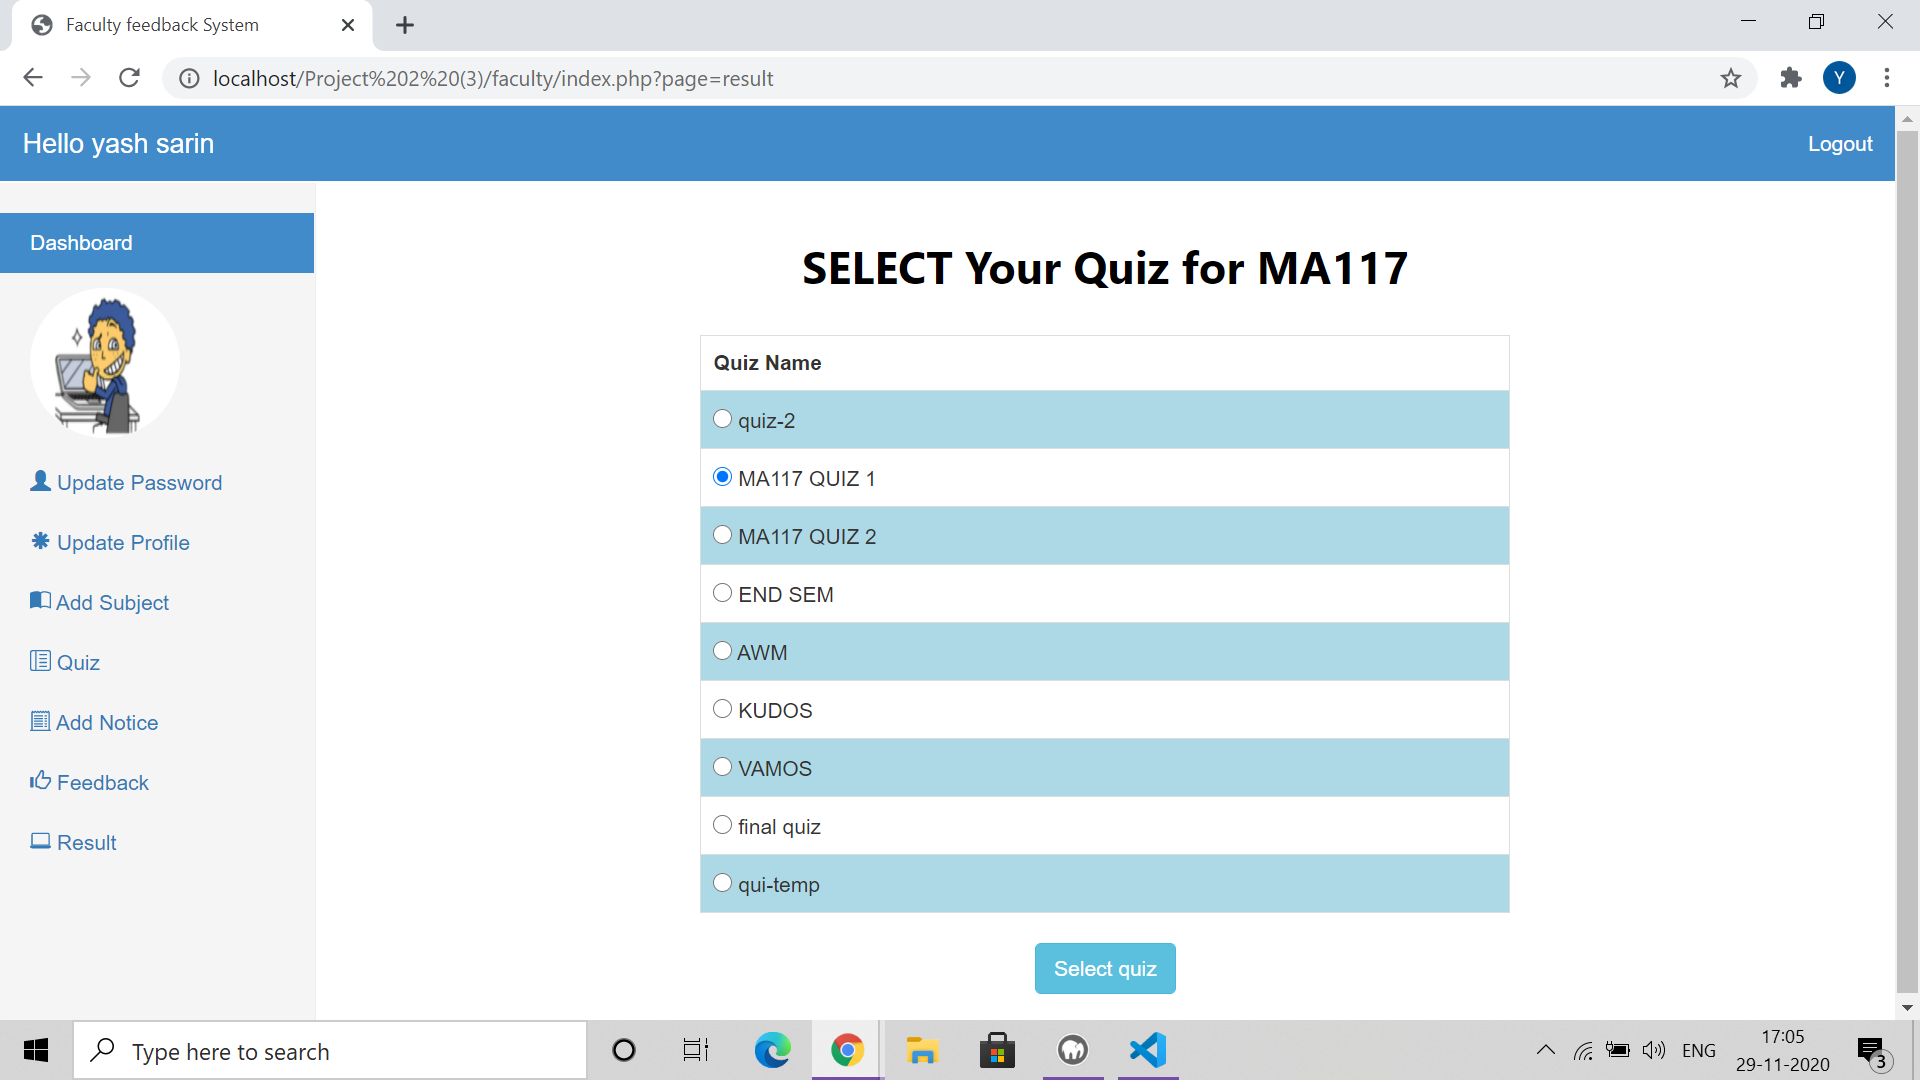 Faculty feedback System
localhost/Project%202%20(3)/faculty/index.php?page=result
Y
Hello yash sarin
Logout
Dashboard
Update Password
Update Profile
Add Subject
Quiz
Add Notice
Feedback
Result
SELECT Your Quiz for MA117
Quiz Name
quiz-2
MA117 QUIZ 1
MA117 QUIZ 2
END SEM
AWM
KUDOS
VAMOS
final quiz
qui-temp
Select quiz
Type here to search
ENG
17:05
29-11-2020
3